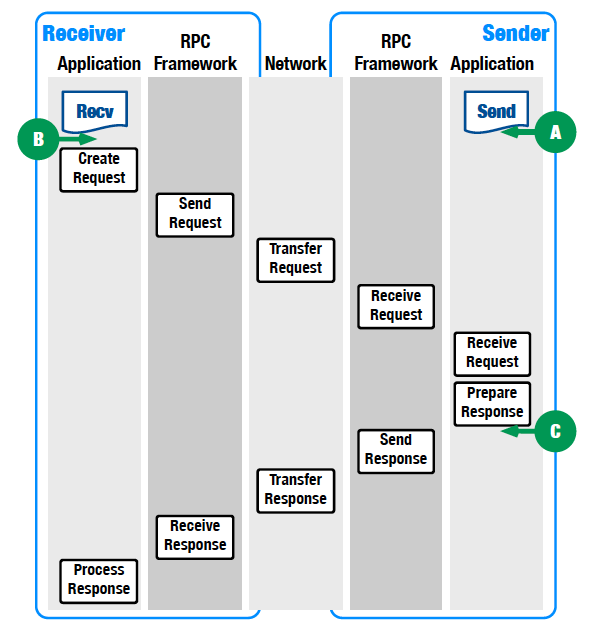 Receiver
Sender
RPC
RPC
Application
Framework
Network
Framework
Application
Recv
Send
B
A
Create
Request
Send
Request
Transfer
Request
Receive
Request
Receive
Request
Prepare
Response
C
Send
Response
Transfer
Response
Receive
Response
Process
Response